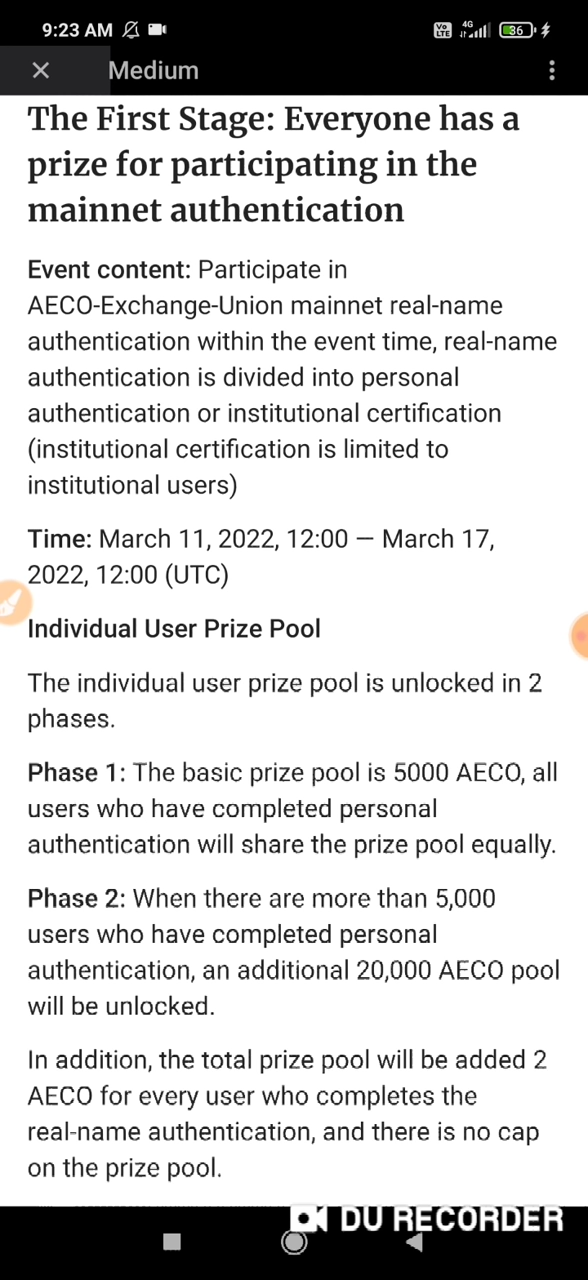 9:23 AM
Vo LTE 4G 36
Medium
The First Stage: Everyone has a
prize for participating in the
mainnet authentication
Event content: Participate in
AECO-Exchange-Union mainnet real-name
authentication within the event time, real-name
authentication is divided into personal
authentication or institutional certification
(institutional certification is limited to
institutional users)
Time: March 11, 2022, 12:00 — March 17,
2022, 12:00 (UTC)
Individual User Prize Pool
The individual user prize pool is unlocked in 2
phases.
Phase 1: The basic prize pool is 5000 AECO, all
users who have completed personal
authentication will share the prize pool equally.
Phase 2: When there are more than 5,000
users who have completed personal
authentication, an additional 20,000 AECO pool
will be unlocked.
In addition, the total prize pool will be added 2
AECO for every user who completes the
real-name authentication, and there is no cap
on the prize pool.
DU RECORDER